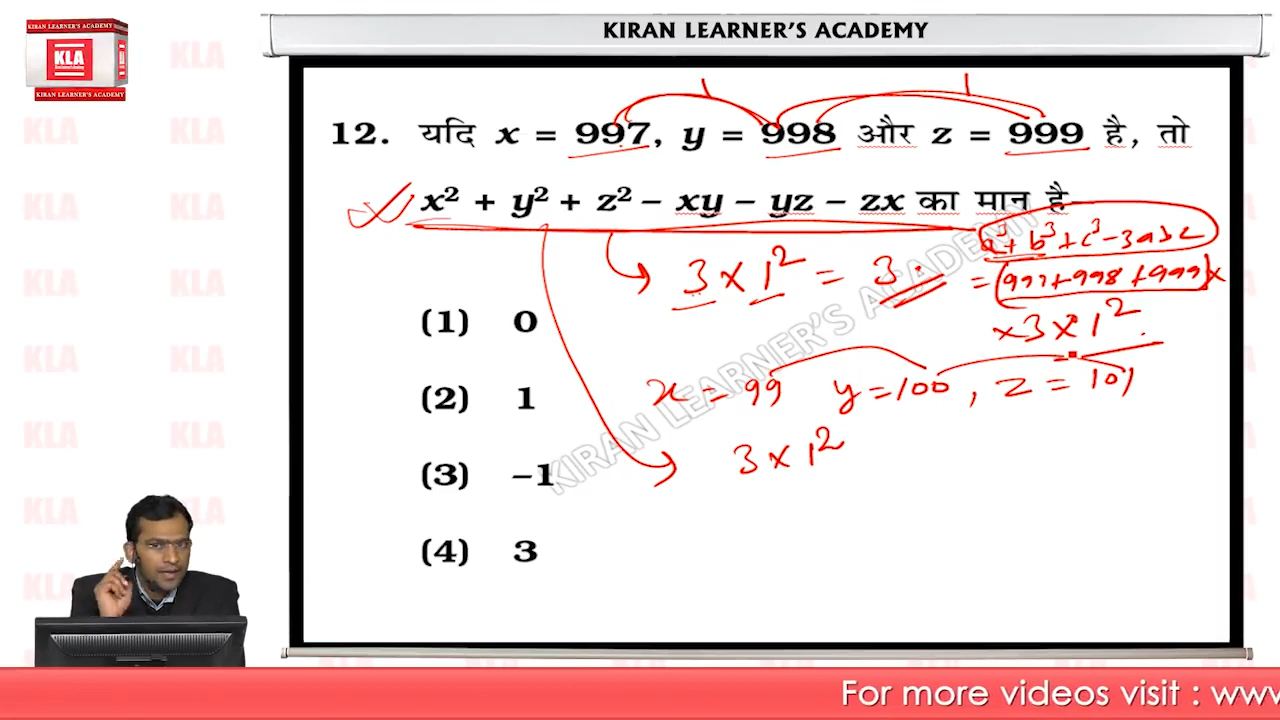 KIRAN LEARNER'S ACADEMY
KIRAN LEARNER'S ACADEMY
KLA
KIRAN LEARNER'S ACADEMY
12. यदि x = 997, y = 998 और z = 999 है, तो
x² + y² + z² – xy – yz – zx का मान है–
a³+b³+c³–3abc
3 × 1² = 3
= (997+998+999)×
×3×1²
(1) 0
x = 99 y = 100, z = 101
(2) 1
3 × 1²
(3) –1
(4) 3
KIRAN LEARNER'S ACADEMY
For more videos visit : www